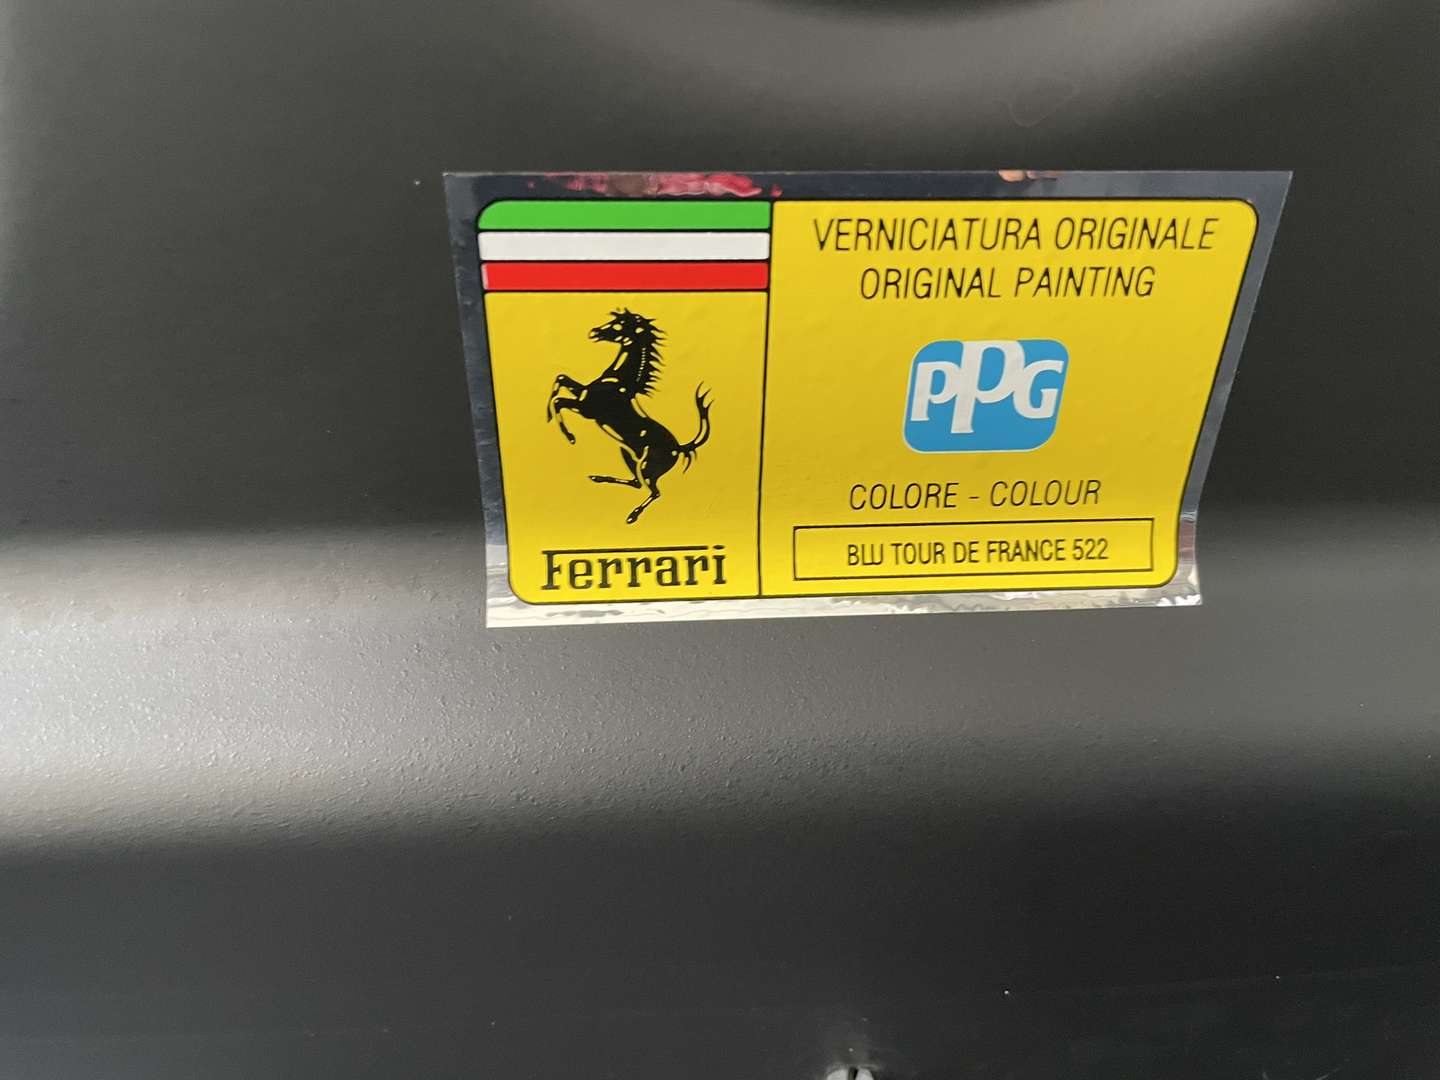 VERNICIATURA ORIGINALE
ORIGINAL PAINTING
PPG
COLORE - COLOUR
BLU TOUR DE FRANCE 522
Ferrari